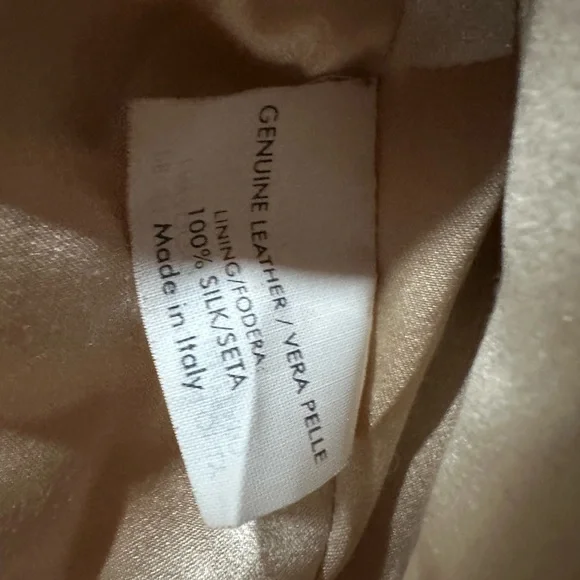 GENUINE LEATHER / VERA PELLE
LINING/FODERA:
100% SILK/SETA
Made in Italy